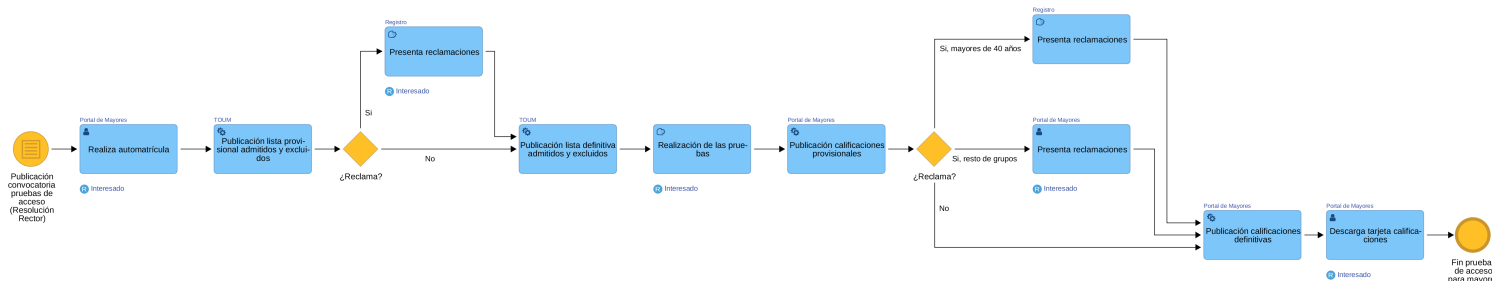 Publicación
convocatoria
pruebas de
acceso
(Resolución
Rector)
Portal de Mayores
Realiza automatrícula
R Interesado
TOUM
Publicación lista provi-
sional admitidos y exclui-
dos
¿Reclama?
Si
No
Registro
Presenta reclamaciones
R Interesado
TOUM
Publicación lista definitiva
admitidos y excluidos
Realización de las prue-
bas
R Interesado
Portal de Mayores
Publicación calificaciones
provisionales
¿Reclama?
Si, mayores de 40 años
Si, resto de grupos
No
Registro
Presenta reclamaciones
Portal de Mayores
Presenta reclamaciones
R Interesado
Portal de Mayores
Publicación calificaciones
definitivas
Portal de Mayores
Descarga tarjeta califica-
ciones
R Interesado
Fin prueba
de acceso
para mayore